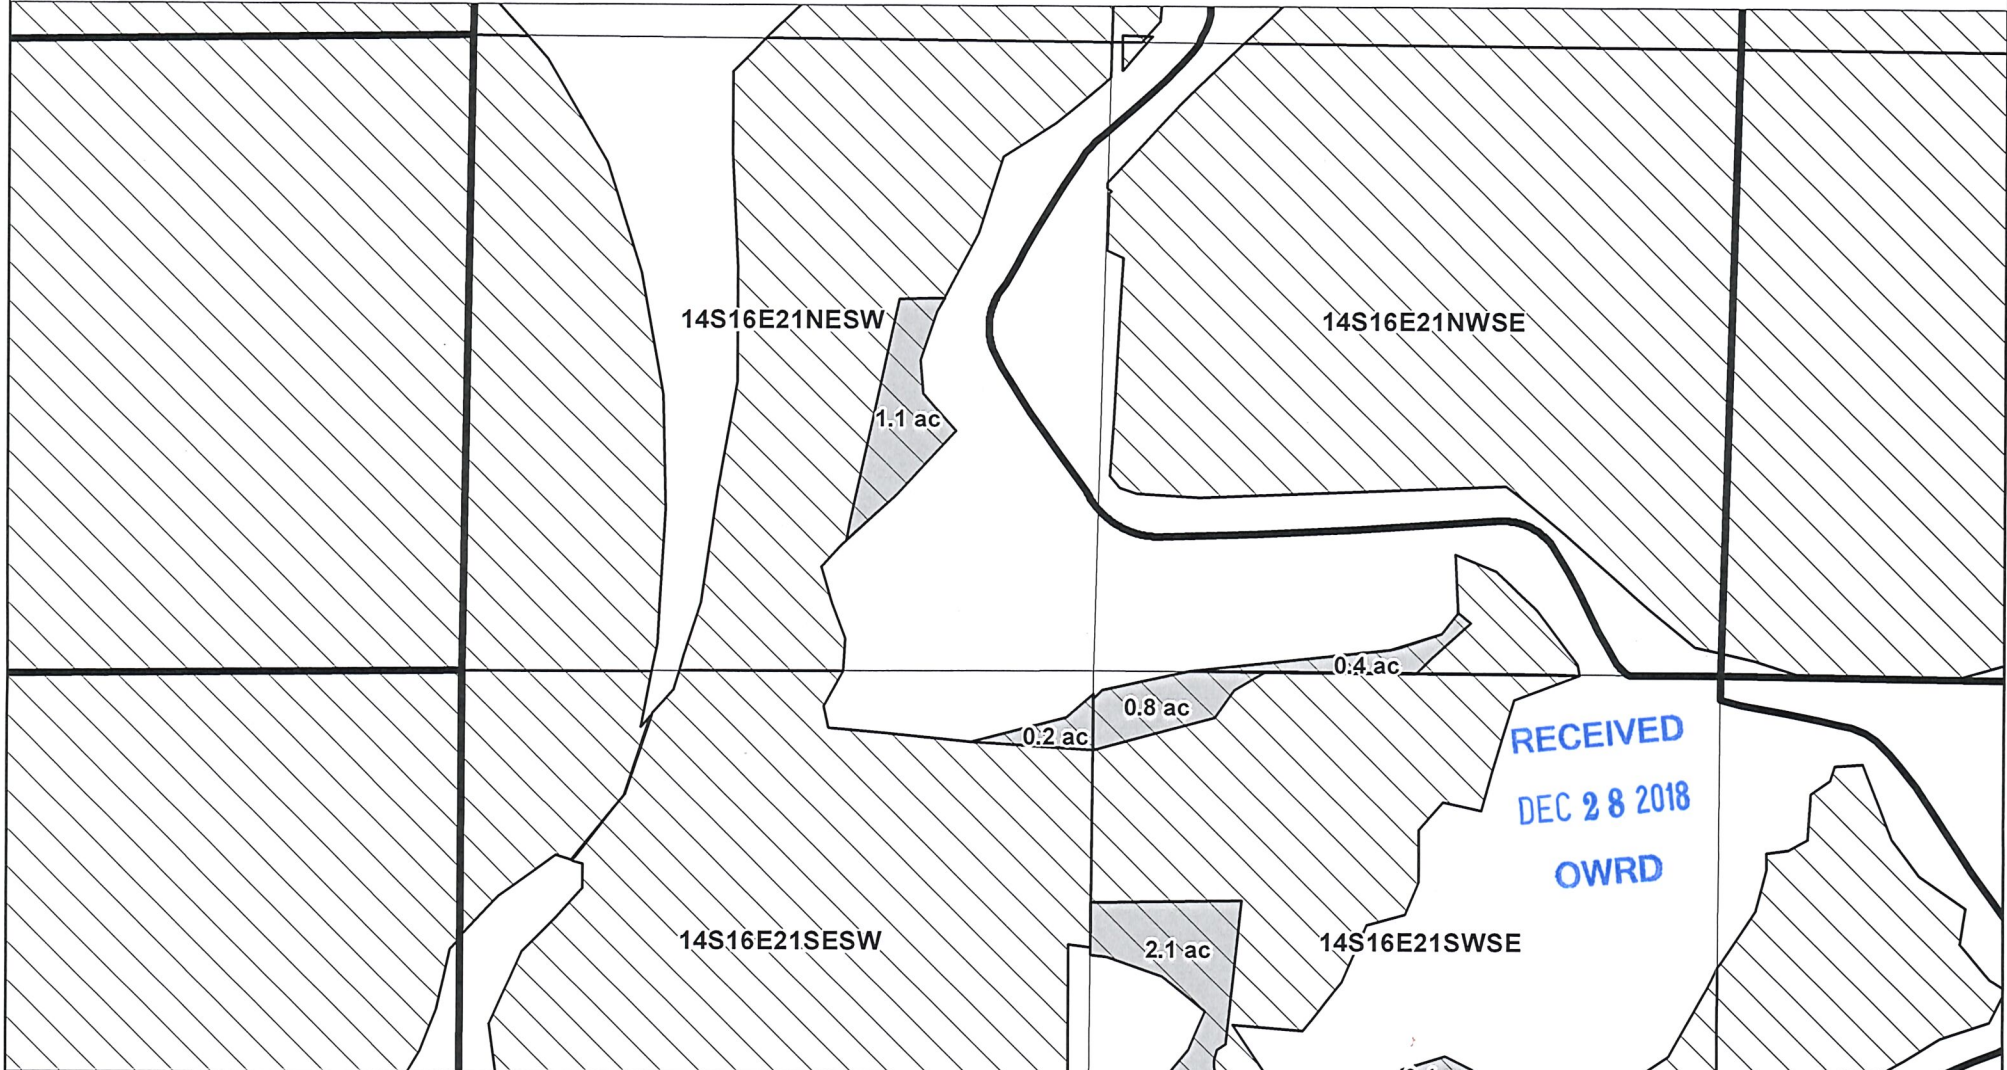 14S16E21NESW
14S16E21NWSE
1.1 ac
0.4 ac
0.8 ac
0.2 ac
RECEIVED
DEC 28 2018
OWRD
14S16E21SESW
14S16E21SWSE
2.1 ac